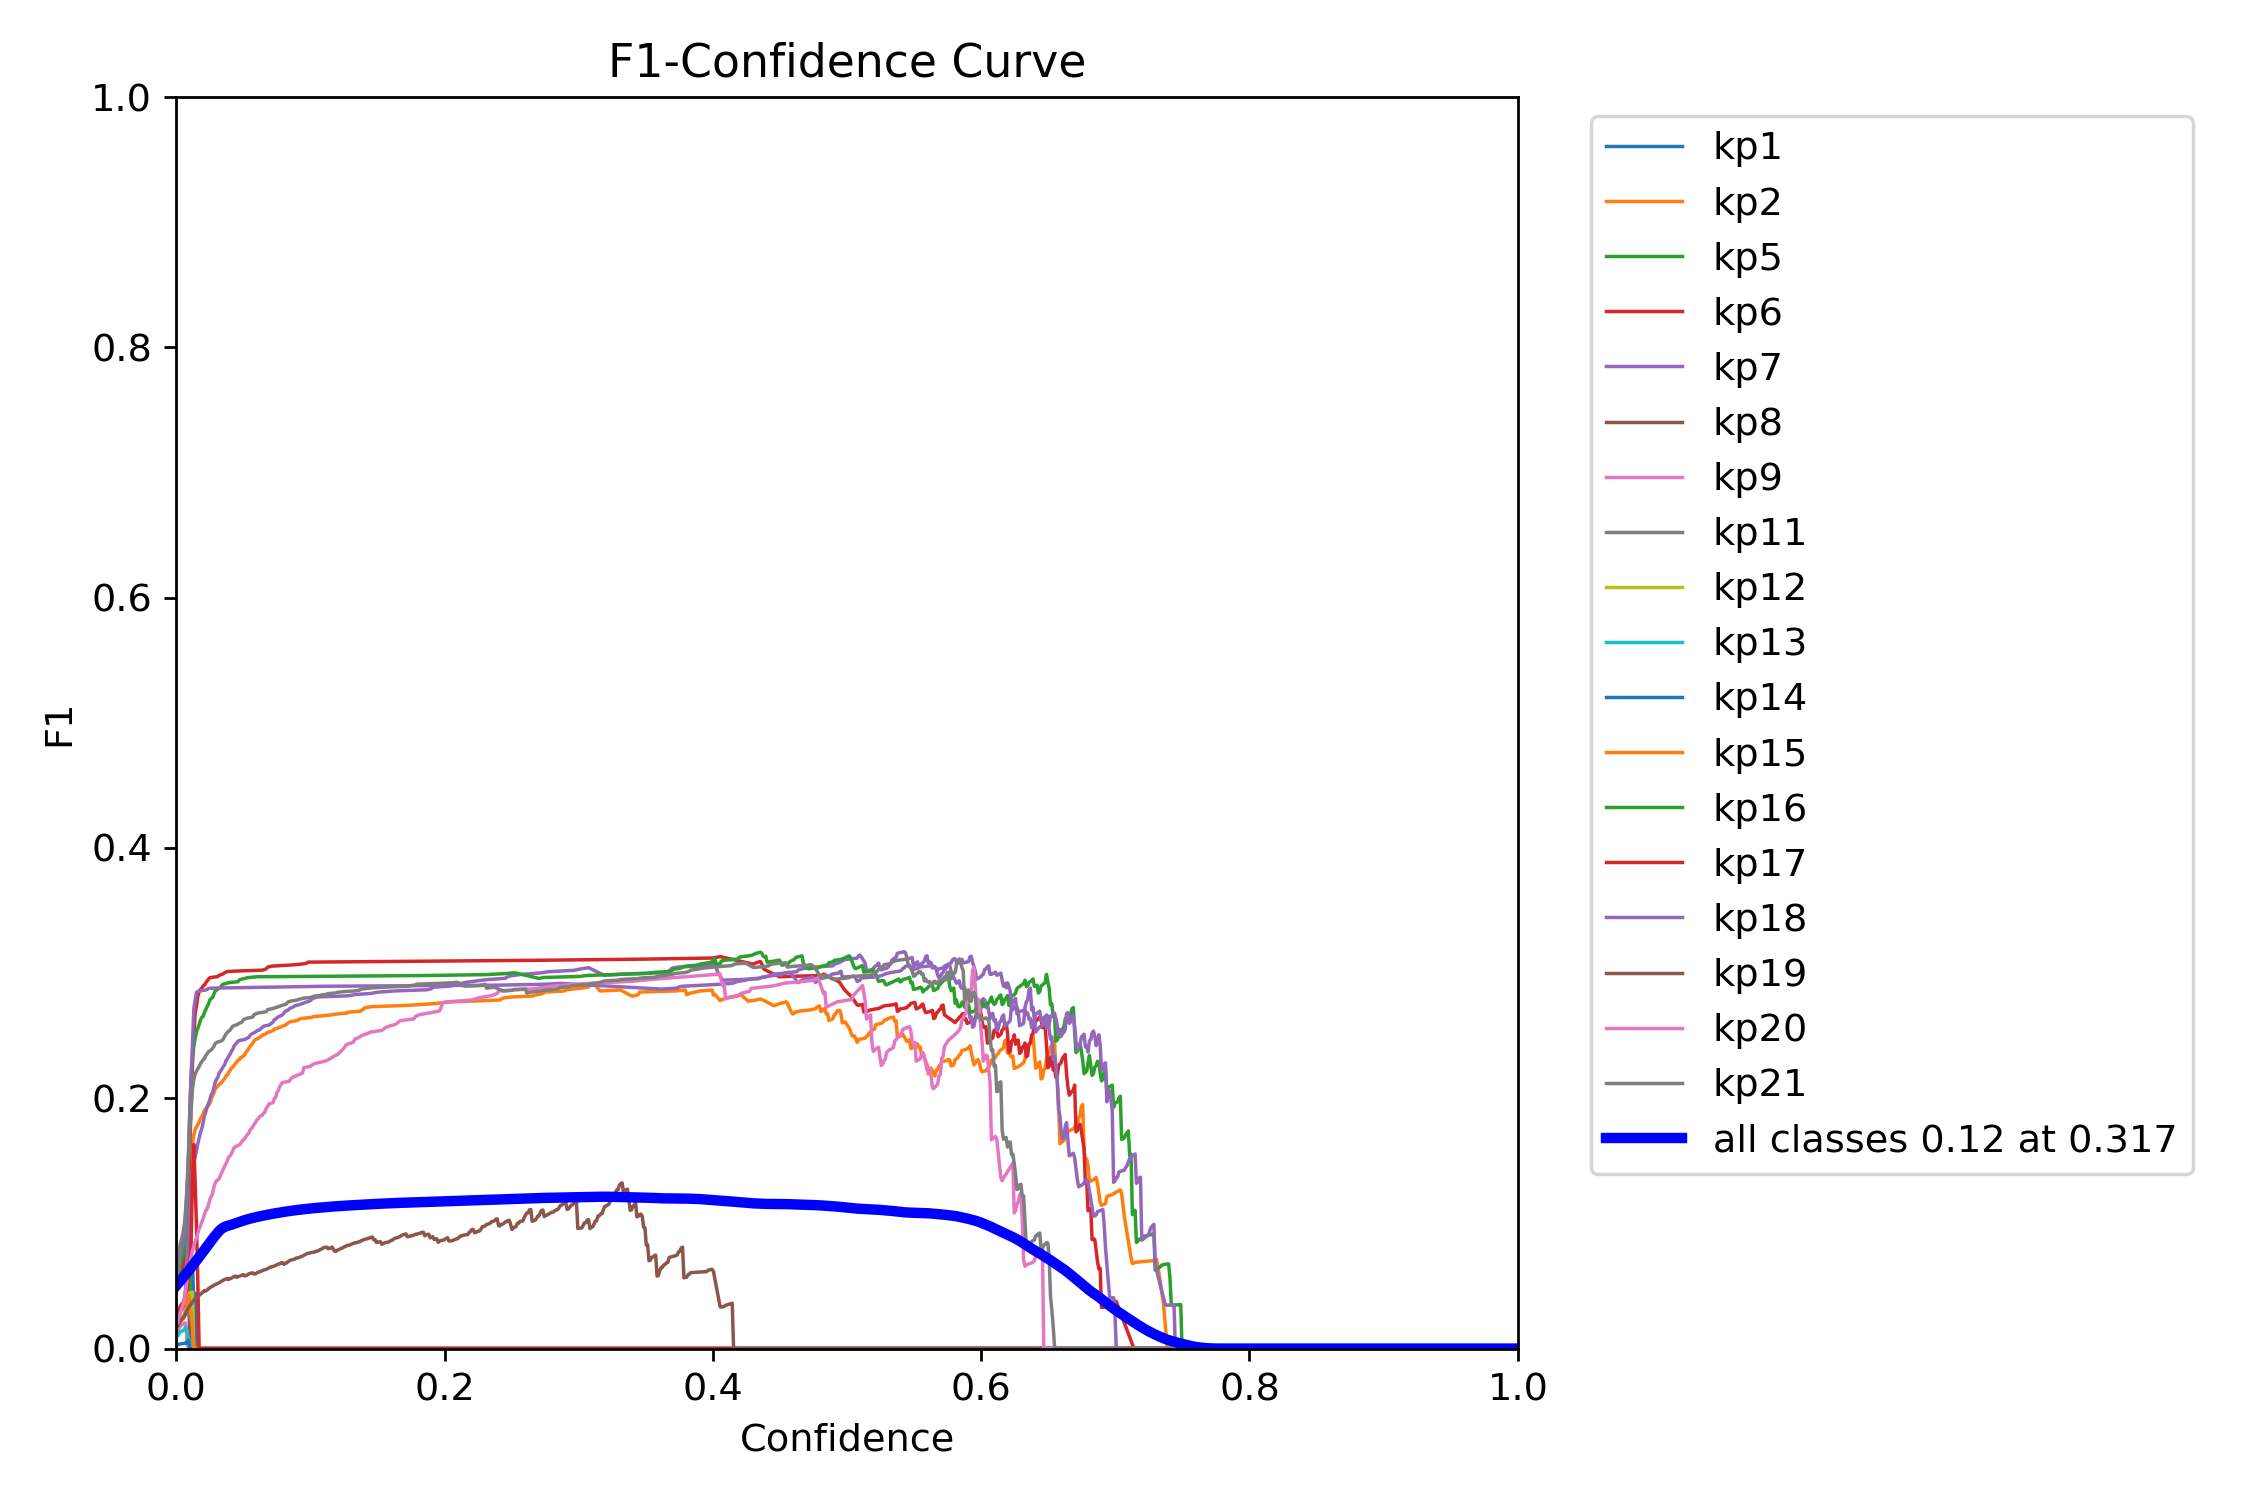 F1-Confidence Curve
1.0
0.8
0.6
0.4
0.2
0.0
F1
0.0 0.2 0.4 0.6 0.8 1.0
Confidence
kp1
kp2
kp5
kp6
kp7
kp8
kp9
kp11
kp12
kp13
kp14
kp15
kp16
kp17
kp18
kp19
kp20
kp21
all classes 0.12 at 0.317